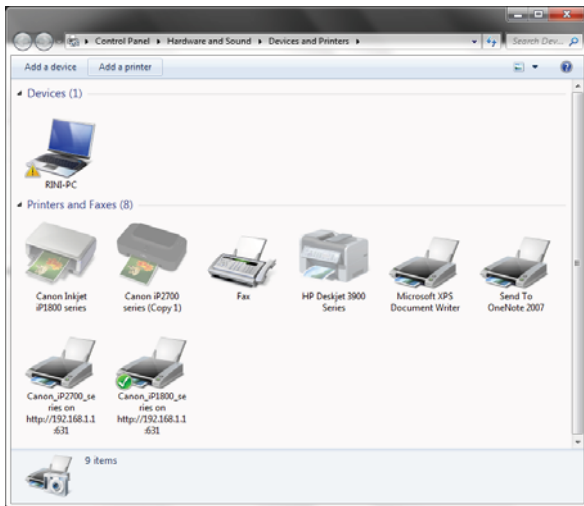 Control Panel ▸ Hardware and Sound ▸ Devices and Printers ▸
Search Dev...
Add a device
Add a printer
Devices (1)
RINI-PC
Printers and Faxes (8)
Canon Inkjet
iP1800 series
Canon iP2700
series (Copy 1)
Fax
HP Deskjet 3900
Series
Microsoft XPS
Document Writer
Send To
OneNote 2007
Canon_iP2700_se
ries on
http://192.168.1.1
:631
Canon_iP1800_se
ries on
http://192.168.1.1
:631
9 items